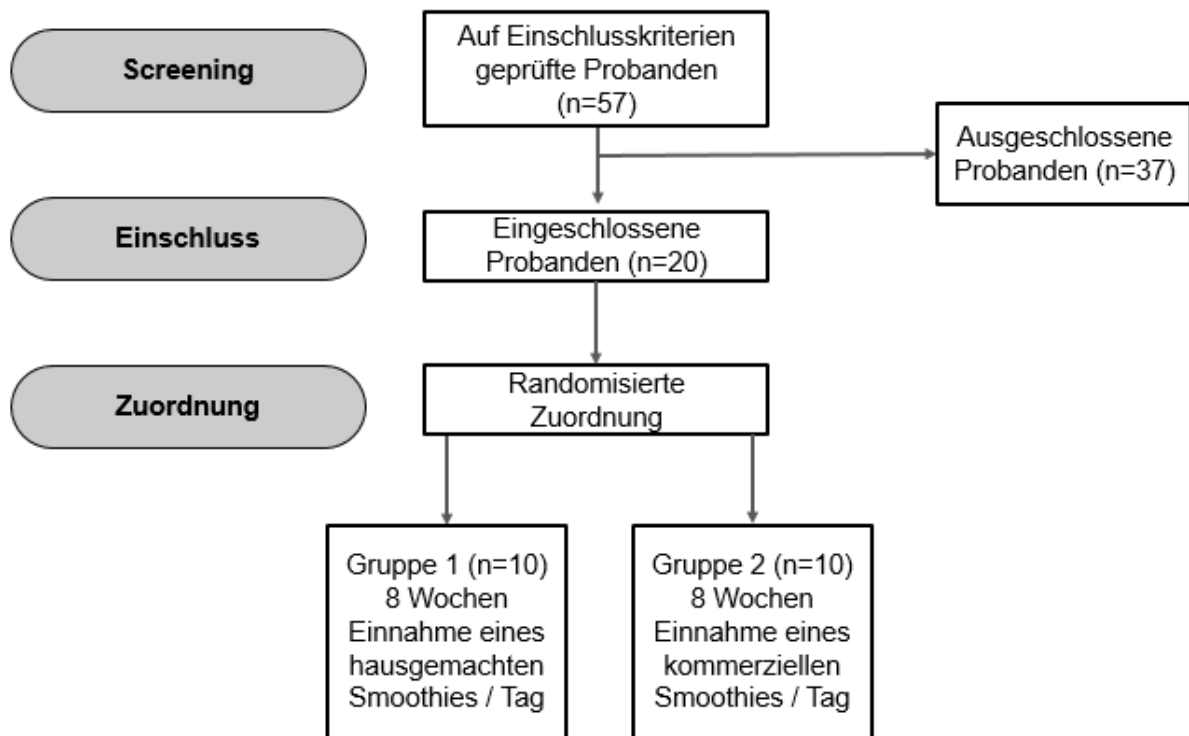 Screening
Auf Einschlusskriterien
geprüfte Probanden
(n=57)
Ausgeschlossene
Probanden (n=37)
Einschluss
Eingeschlossene
Probanden (n=20)
Zuordnung
Randomisierte
Zuordnung
Gruppe 1 (n=10)
8 Wochen
Einnahme eines
hausgemachten
Smoothies / Tag
Gruppe 2 (n=10)
8 Wochen
Einnahme eines
kommerziellen
Smoothies / Tag